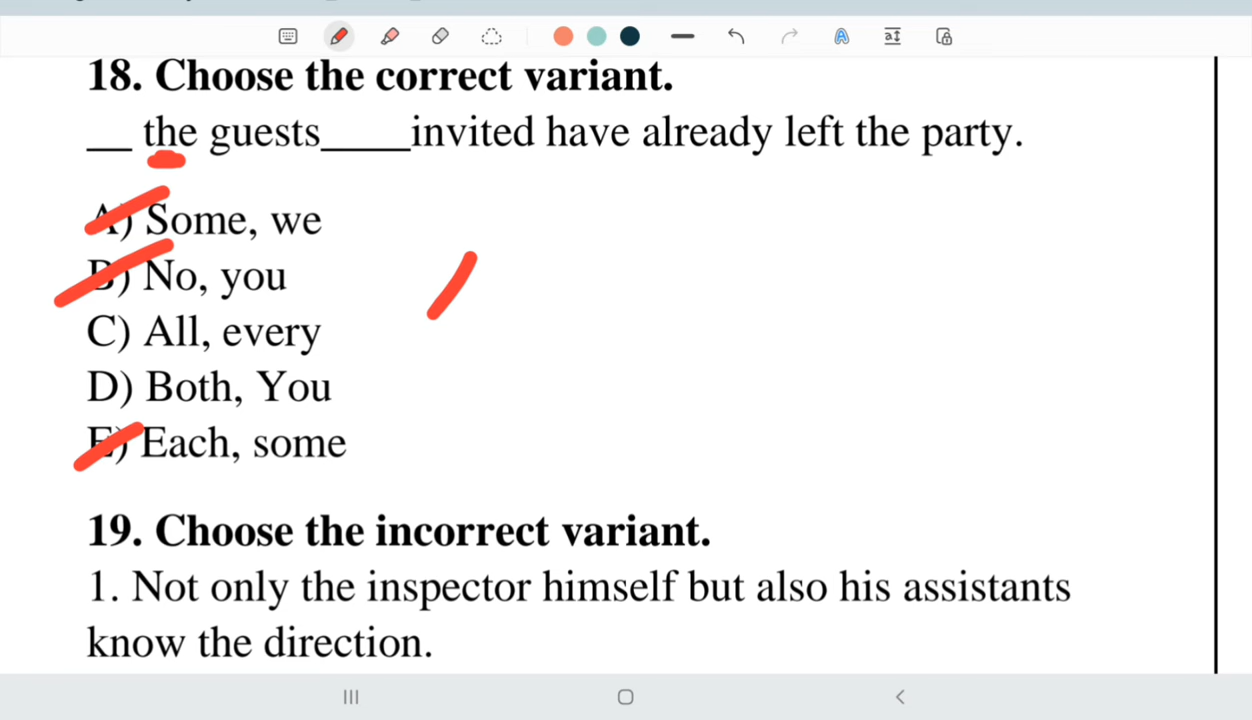 18. Choose the correct variant.
__ the guests____invited have already left the party.
A) Some, we
B) No, you
C) All, every
D) Both, You
E) Each, some
19. Choose the incorrect variant.
1. Not only the inspector himself but also his assistants
know the direction.